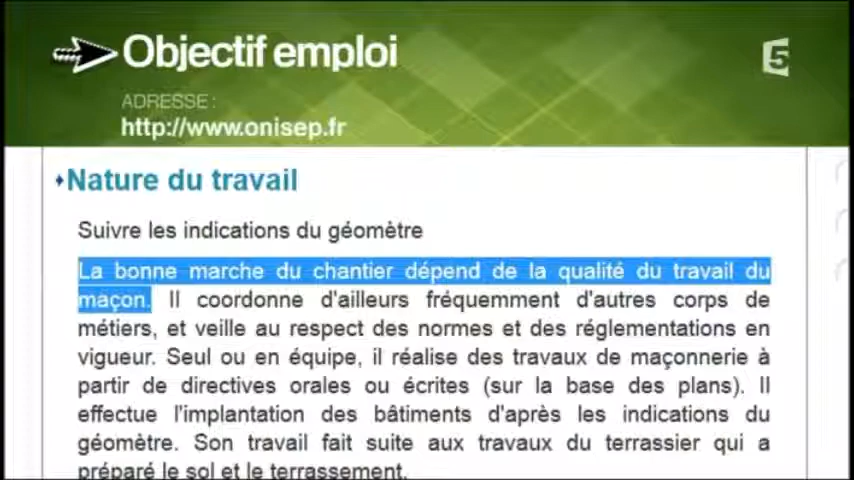 Objectif emploi
5
ADRESSE :
http://www.onisep.fr
Nature du travail
Suivre les indications du géomètre
La bonne marche du chantier dépend de la qualité du travail du
maçon. Il coordonne d'ailleurs fréquemment d'autres corps de
métiers, et veille au respect des normes et des réglementations en
vigueur. Seul ou en équipe, il réalise des travaux de maçonnerie à
partir de directives orales ou écrites (sur la base des plans). Il
effectue l'implantation des bâtiments d'après les indications du
géomètre. Son travail fait suite aux travaux du terrassier qui a
préparé le sol et le terrassement.